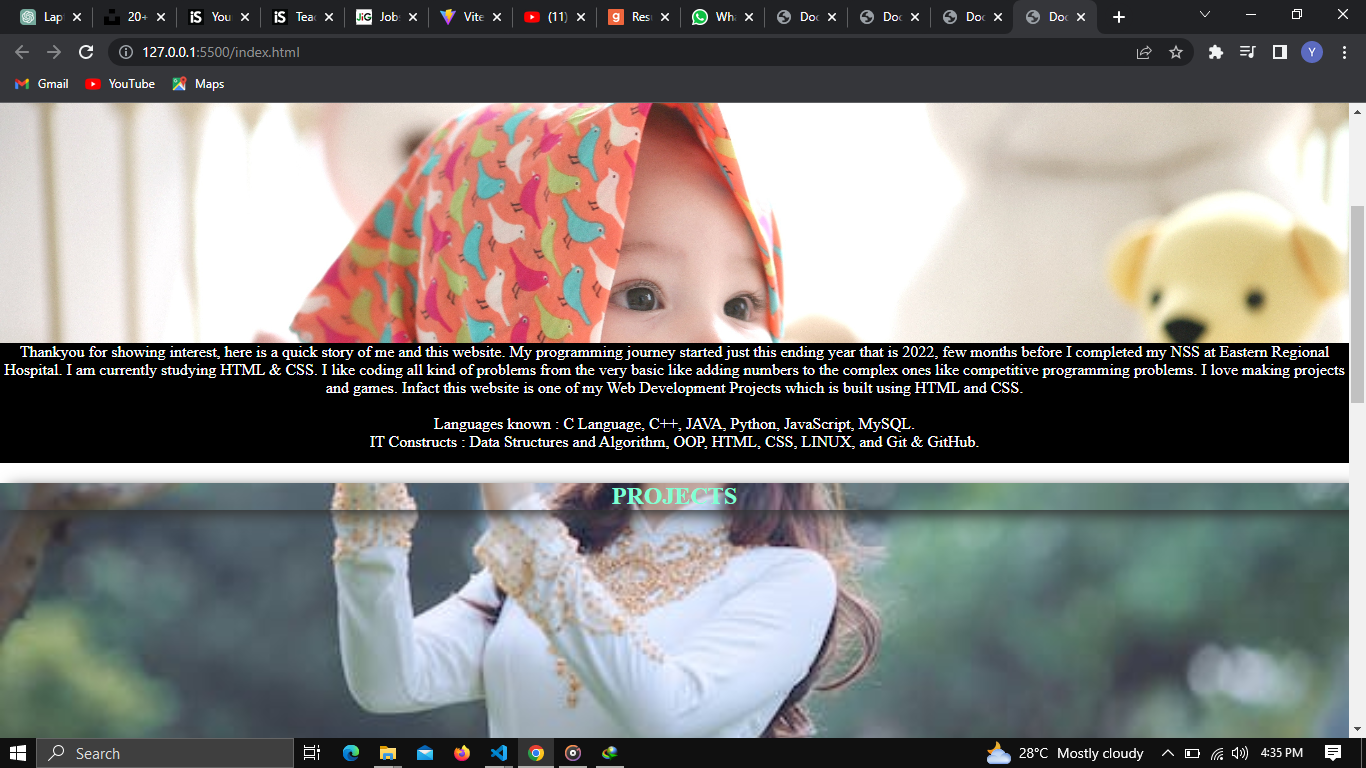 Lap
20+
iS
You
iS
Tea
JiG
Job
Vite
(11)
g
Res
Wh
Doc
Doc
Doc
Doc
127.0.0.1:5500/index.html
Y
Gmail
YouTube
Maps
Thankyou for showing interest, here is a quick story of me and this website. My programming journey started just this ending year that is 2022, few months before I completed my NSS at Eastern Regional
Hospital. I am currently studying HTML & CSS. I like coding all kind of problems from the very basic like adding numbers to the complex ones like competitive programming problems. I love making projects
and games. Infact this website is one of my Web Development Projects which is built using HTML and CSS.
Languages known : C Language, C++, JAVA, Python, JavaScript, MySQL.
IT Constructs : Data Structures and Algorithm, OOP, HTML, CSS, LINUX, and Git & GitHub.
PROJECTS
Search
28°C Mostly cloudy
4:35 PM